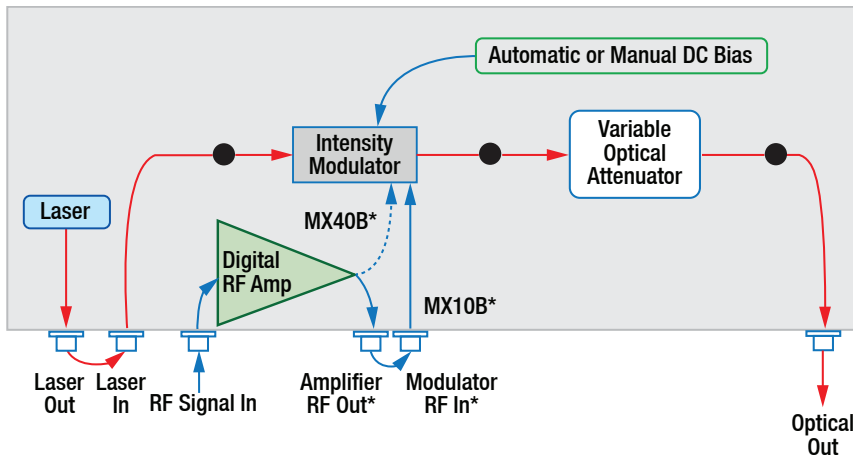 Automatic or Manual DC Bias
Intensity
Modulator
Variable
Optical
Attenuator
Laser
MX40B*
Digital
RF Amp
MX10B*
Laser
Out
Laser
In
RF Signal In
Amplifier
RF Out*
Modulator
RF In*
Optical
Out